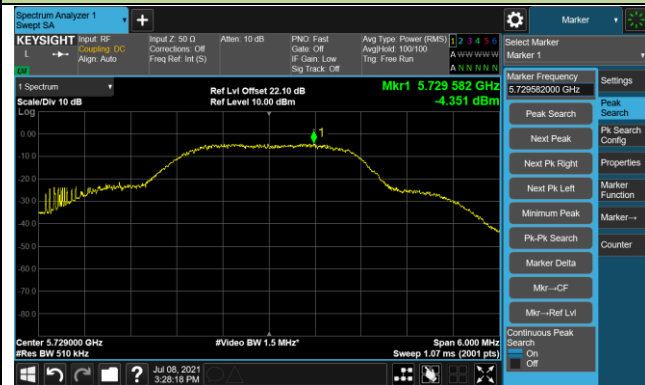 Spectrum Analyzer 1
Swept SA
Marker
KEYSIGHT
L
Input: RF
Coupling: DC
Align: Auto
Input Z: 50 Ω
Corrections: Off
Freq Ref: Int (S)
Atten: 10 dB
PNO: Fast
Gate: Off
IF Gain: Low
Sig Track: Off
Avg Type: Power (RMS)
Avg|Hold: 100/100
Trig: Free Run
1 2 3 4 5 6
A W W W W W
A N N N N N
LXI
Select Marker
Marker 1
1 Spectrum
Scale/Div 10 dB
Log
Ref Lvl Offset 22.10 dB
Ref Level 10.00 dBm
Mkr1 5.729 582 GHz
-4.351 dBm
Marker Frequency
5.729582000 GHz
Peak Search
Next Peak
Next Pk Right
Next Pk Left
Minimum Peak
Pk-Pk Search
Marker Delta
Mkr→CF
Mkr→Ref Lvl
Continuous Peak
Search
On
Off
Settings
Peak
Search
Pk Search
Config
Properties
Marker
Function
Marker→
Counter
1
0.00
-10.0
-20.0
-30.0
-40.0
-50.0
-60.0
-70.0
-80.0
Center 5.729000 GHz
#Res BW 510 kHz
#Video BW 1.5 MHz*
Span 6.000 MHz
Sweep 1.07 ms (2001 pts)
Jul 08, 2021
3:28:18 PM